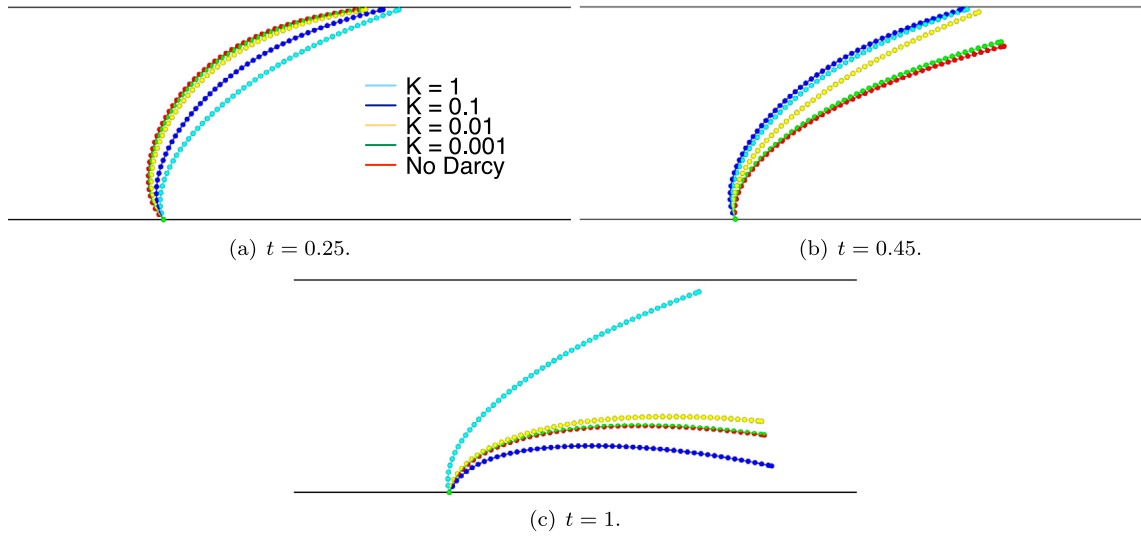 K = 1
K = 0.1
K = 0.01
K = 0.001
No Darcy
(a) t = 0.25.
(b) t = 0.45.
(c) t = 1.